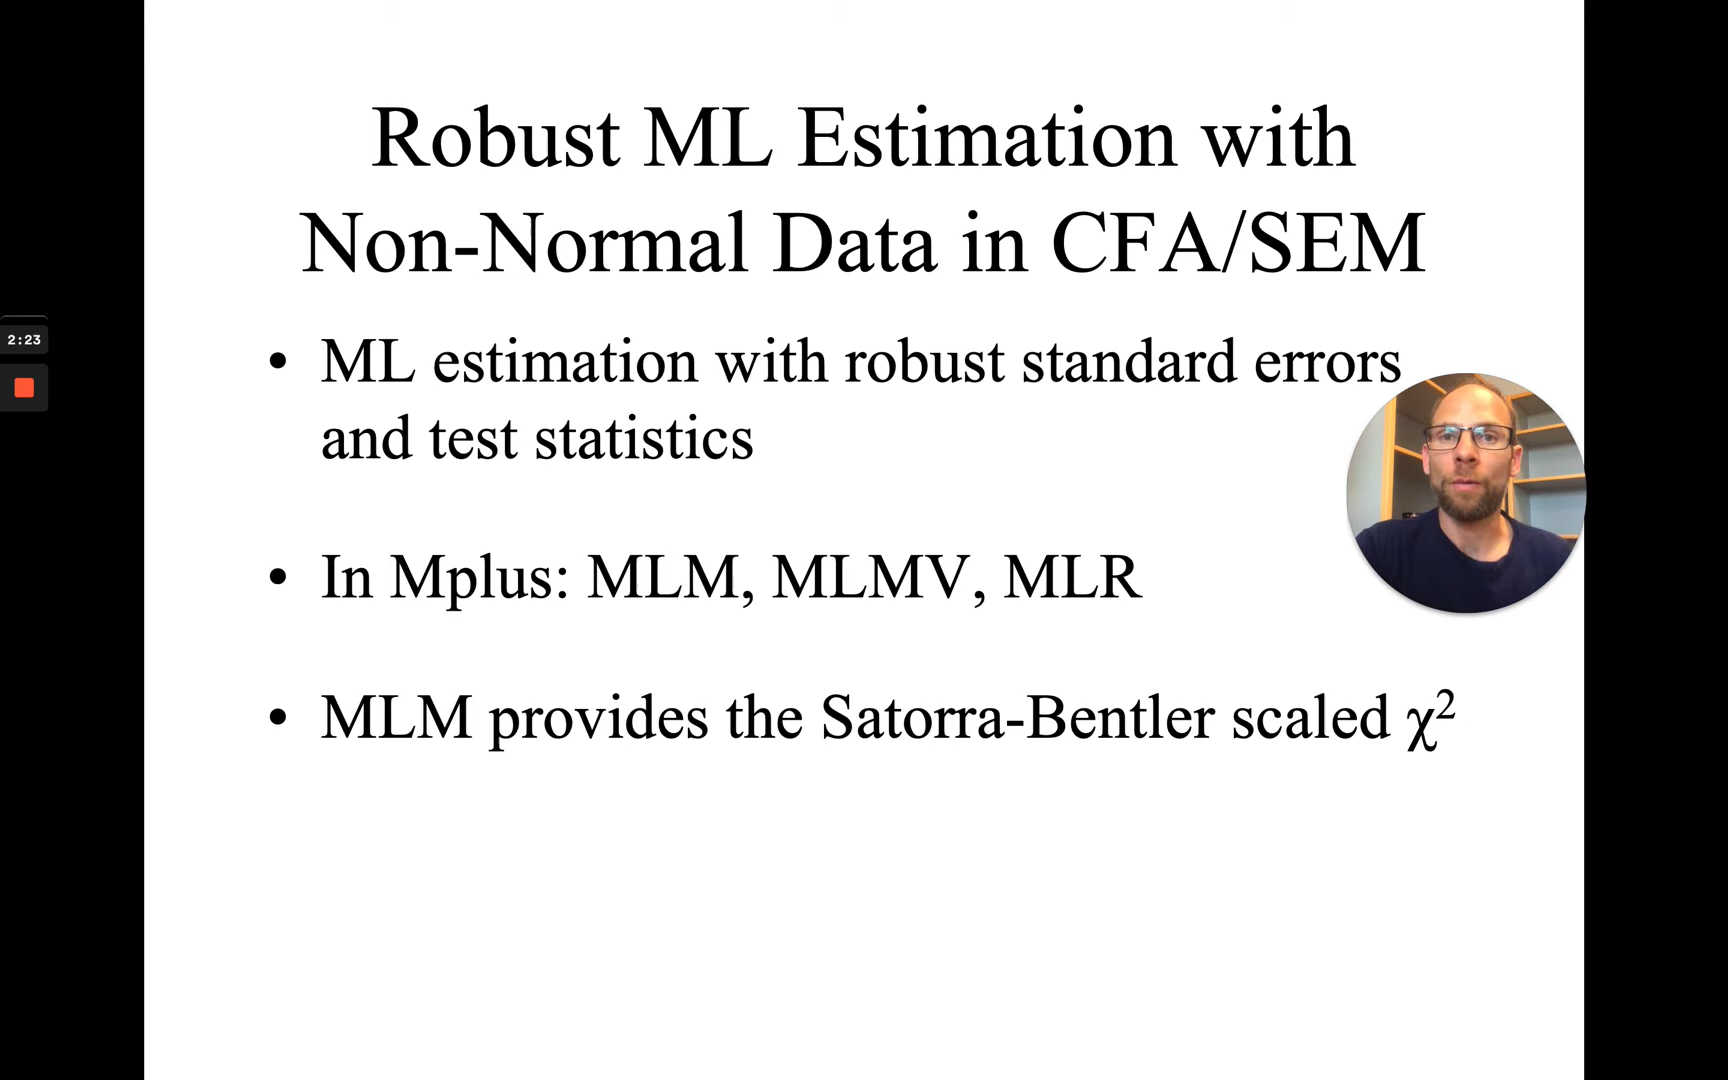 Robust ML Estimation with
Non-Normal Data in CFA/SEM
• ML estimation with robust standard errors
and test statistics
• In Mplus: MLM, MLMV, MLR
• MLM provides the Satorra-Bentler scaled χ²
2:23